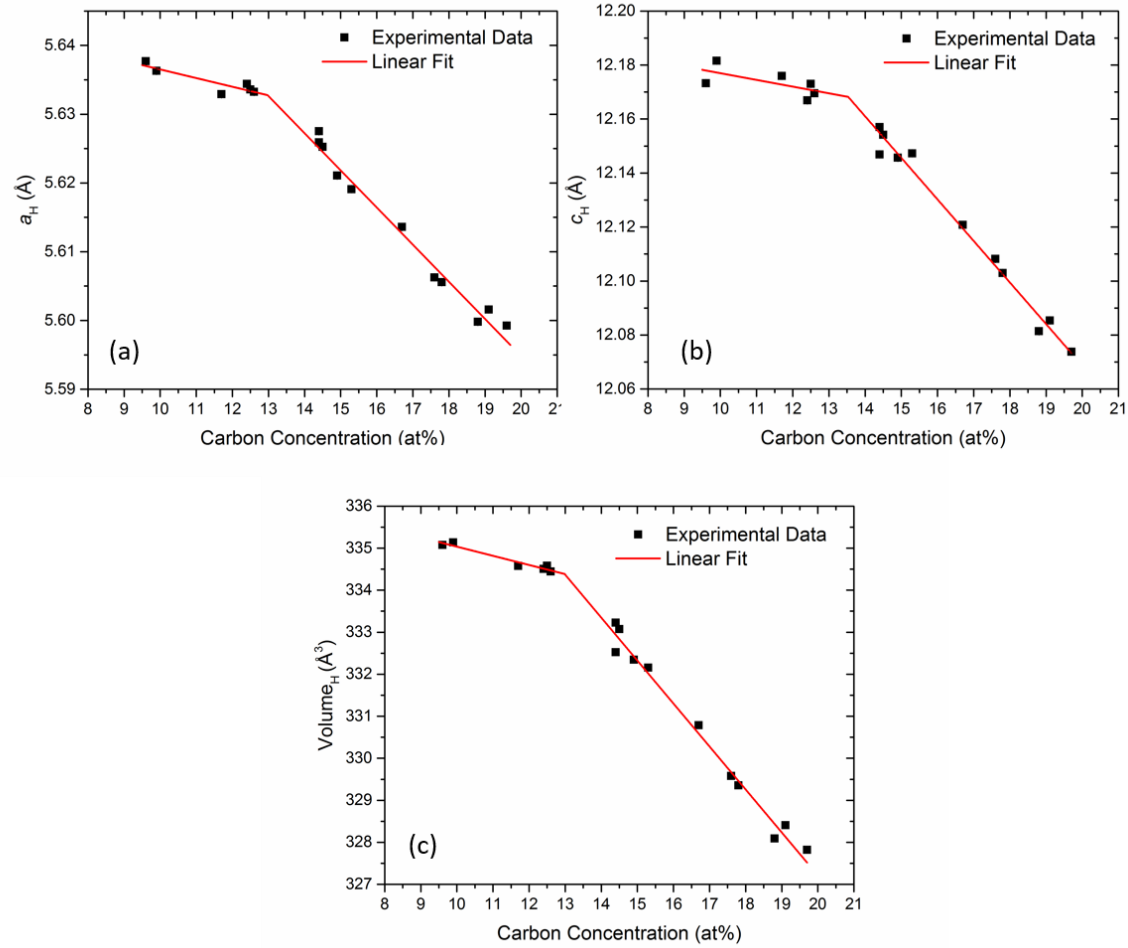 5.64
5.63
5.62
5.61
5.60
5.59
aH (Å)
Experimental Data
Linear Fit
(a)
8 9 10 11 12 13 14 15 16 17 18 19 20
Carbon Concentration (at%)
12.20
12.18
12.16
12.14
12.12
12.10
12.08
12.06
cH (Å)
Experimental Data
Linear Fit
(b)
8 9 10 11 12 13 14 15 16 17 18 19 20 21
Carbon Concentration (at%)
336
335
334
333
332
331
330
329
328
327
VolumeH (Å3)
Experimental Data
Linear Fit
(c)
8 9 10 11 12 13 14 15 16 17 18 19 20 21
Carbon Concentration (at%)